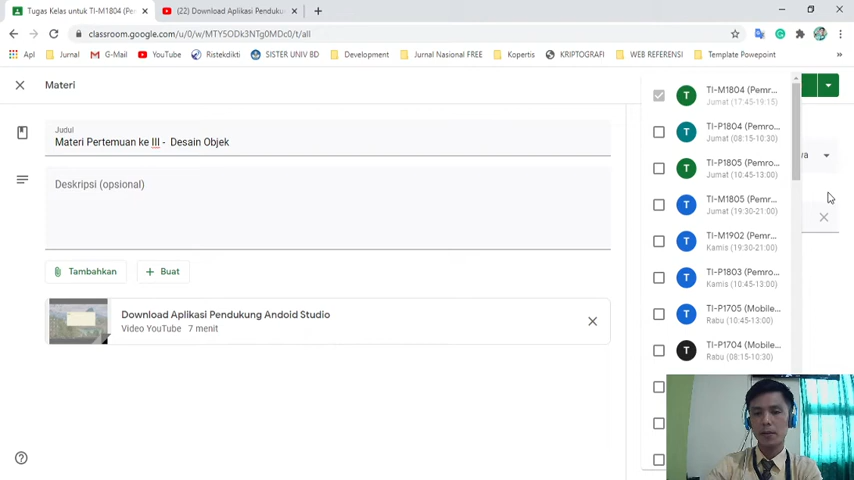 Tugas Kelas untuk TI-M1804 (Pe
(22) Download Aplikasi Pendukun
classroom.google.com/u/0/w/MTY5ODk3NTg0MDc0/t/all
Apl
Jurnal
G-Mail
YouTube
Ristekdikti
SISTER UNIV BD
Development
Jurnal Nasional FREE
Kopertis
KRIPTOGRAFI
WEB REFERENSI
Template Powepoint
Materi
Judul
Materi Pertemuan ke III - Desain Objek
Deskripsi (opsional)
Tambahkan
Buat
Download Aplikasi Pendukung Andoid Studio
Video YouTube 7 menit
T TI-M1804 (Pemr...
Jumat (17:45-19:15)
T TI-P1804 (Pemro...
Jumat (08:15-10:30)
T TI-P1805 (Pemro...
Jumat (10:45-13:00)
T TI-M1805 (Pemr...
Jumat (19:30-21:00)
T TI-M1902 (Pemr...
Kamis (19:30-21:00)
T TI-P1803 (Pemro...
Kamis (10:45-13:00)
T TI-P1705 (Mobile...
Rabu (10:45-13:00)
T TI-P1704 (Mobile...
Rabu (08:15-10:30)